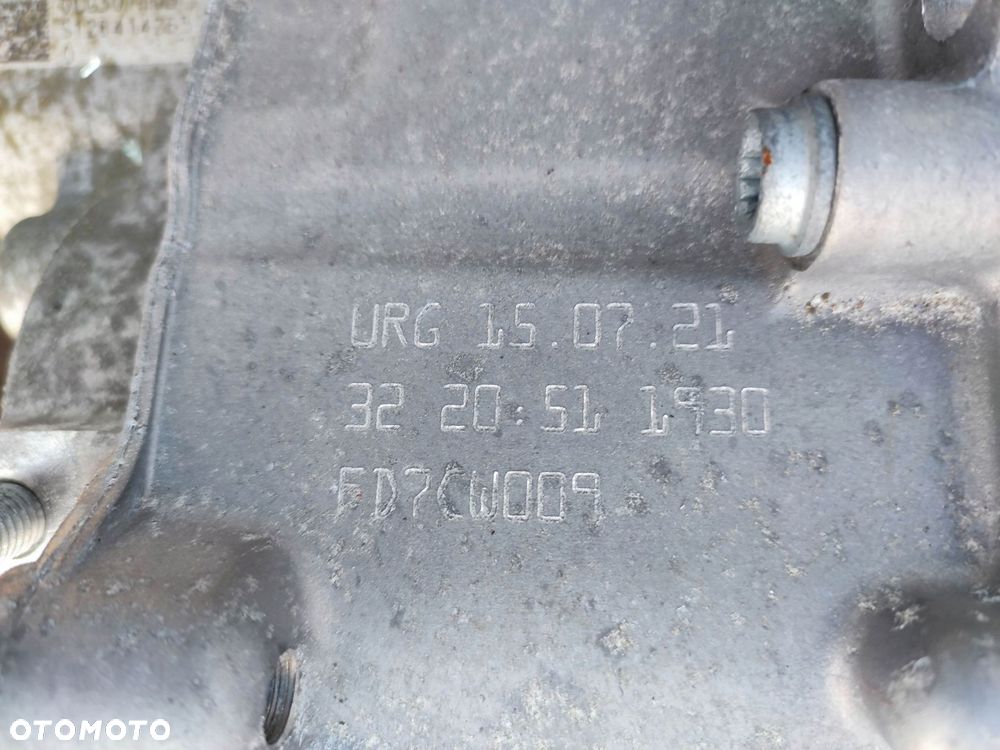 URG 15.07.21
32 20:51 1930
FD7CW009
OTOMOTO